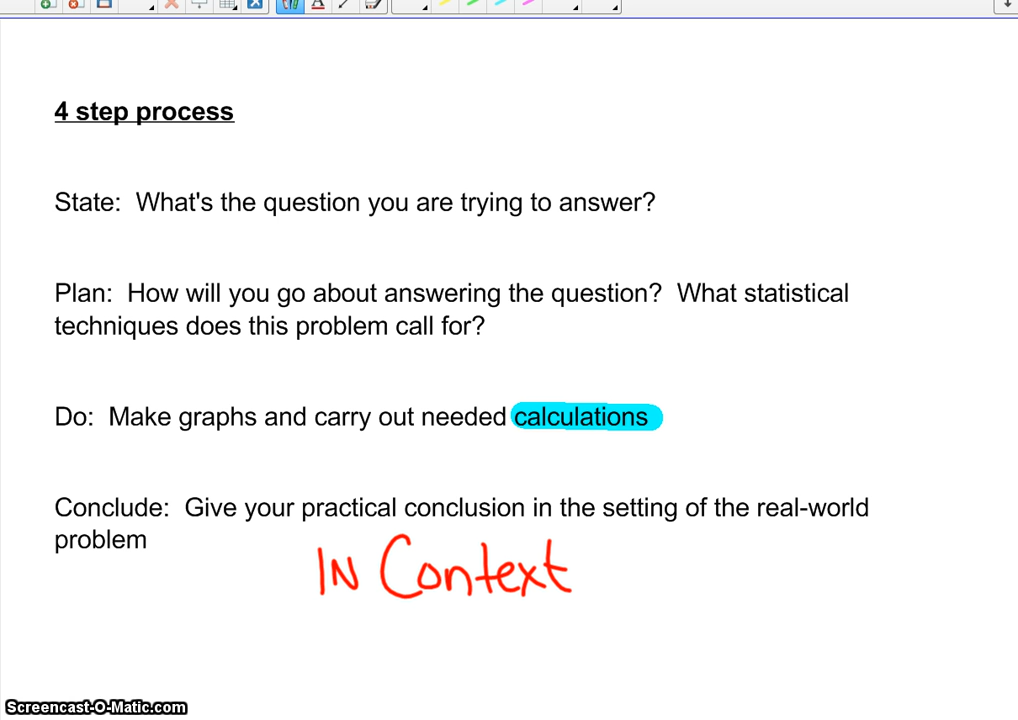 4 step process
State: What's the question you are trying to answer?
Plan: How will you go about answering the question? What statistical
techniques does this problem call for?
Do: Make graphs and carry out needed calculations
Conclude: Give your practical conclusion in the setting of the real-world
problem
IN Context
Screencast-O-Matic.com